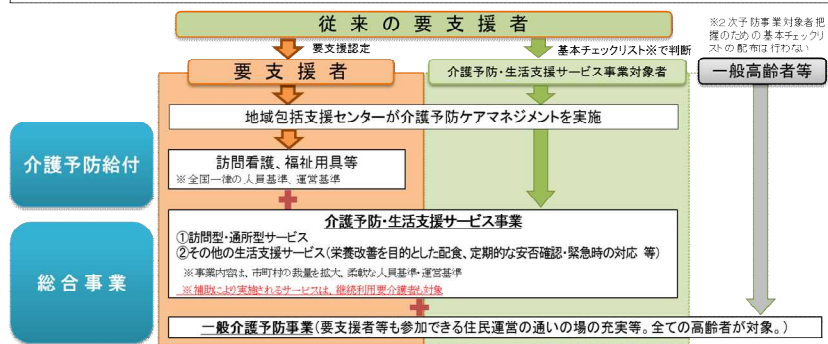 従来の要支援者
※2次予防事業対象者把
握のための基本チェックリ
ストの配布は行わない
要支援認定
基本チェックリスト※で判断
要支援者
介護予防・生活支援サービス事業対象者
一般高齢者等
地域包括支援センターが介護予防ケアマネジメントを実施
介護予防給付
訪問看護、福祉用具等
※全国一律の人員基準、運営基準
総合事業
介護予防・生活支援サービス事業
①訪問型・通所型サービス
②その他の生活支援サービス(栄養改善を目的とした配食、定期的な安否確認・緊急時の対応 等)
※事業内容は、市町村の裁量を拡大、柔軟な人員基準・運営基準
※補助により実施されるサービスは、継続利用要介護者も対象
一般介護予防事業(要支援者等も参加できる住民運営の通いの場の充実等。全ての高齢者が対象。)